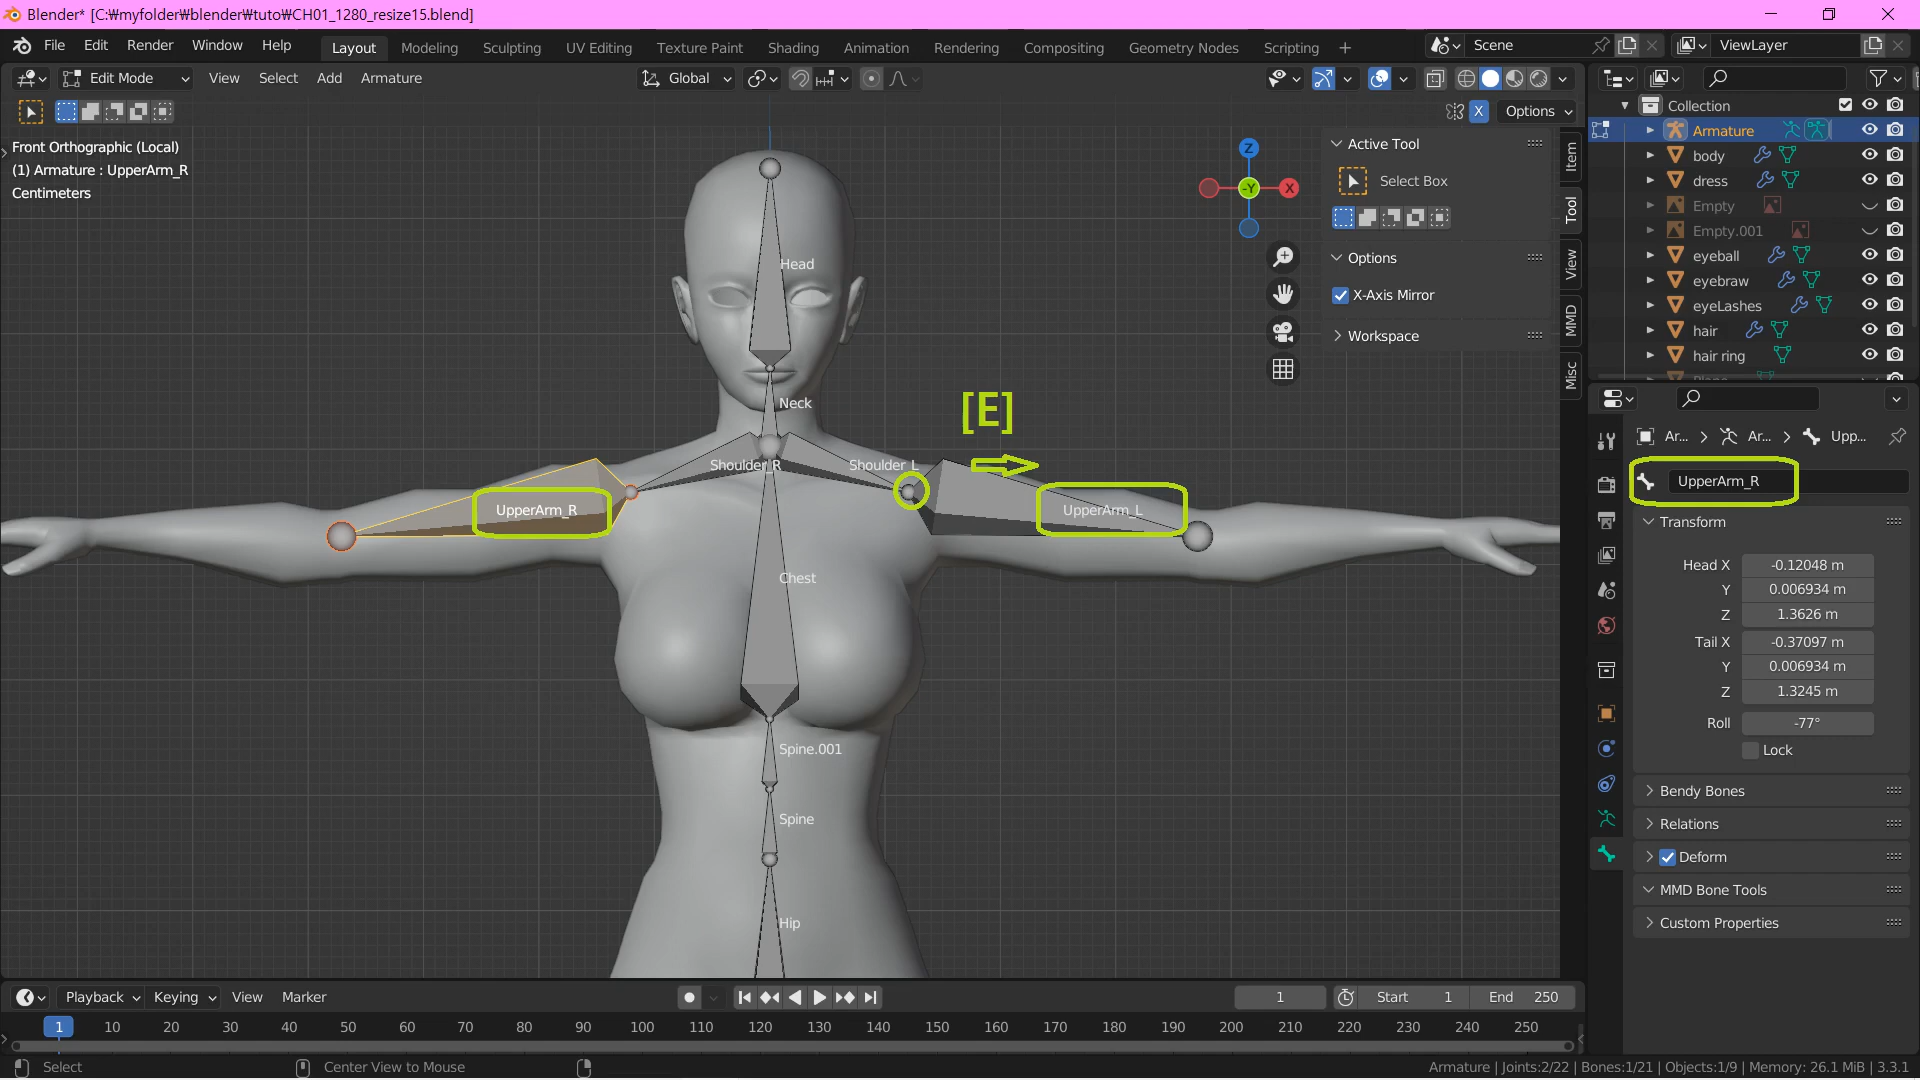 Blender* [C:₩myfolder₩blender₩tuto₩CH01_1280_resize15.blend]
File Edit Render Window Help Layout Modeling Sculpting UV Editing Texture Paint Shading Animation Rendering Compositing Geometry Nodes Scripting + Scene ViewLayer
Edit Mode View Select Add Armature Global
X Options
Front Orthographic (Local)
(1) Armature : UpperArm_R
Centimeters
Z
-Y X
Active Tool
Select Box
Options
X-Axis Mirror
Workspace
Item
Tool
View
MMD
Misc
Collection
Armature
body
dress
Empty
Empty.001
eyeball
eyebraw
eyeLashes
hair
hair ring
Head
Neck
[E]
Shoulder_R Shoulder_L
UpperArm_R UpperArm_L
Chest
Spine.001
Spine
Hip
Ar... Ar... Upp...
UpperArm_R
Transform
Head X -0.12048 m
Y 0.006934 m
Z 1.3626 m
Tail X -0.37097 m
Y 0.006934 m
Z 1.3245 m
Roll -77°
Lock
Bendy Bones
Relations
Deform
MMD Bone Tools
Custom Properties
Playback Keying View Marker 1 Start 1 End 250
1 10 20 30 40 50 60 70 80 90 100 110 120 130 140 150 160 170 180 190 200 210 220 230 240 250
Select Center View to Mouse Armature | Joints:2/22 | Bones:1/21 | Objects:1/9 | Memory: 26.1 MiB | 3.3.1